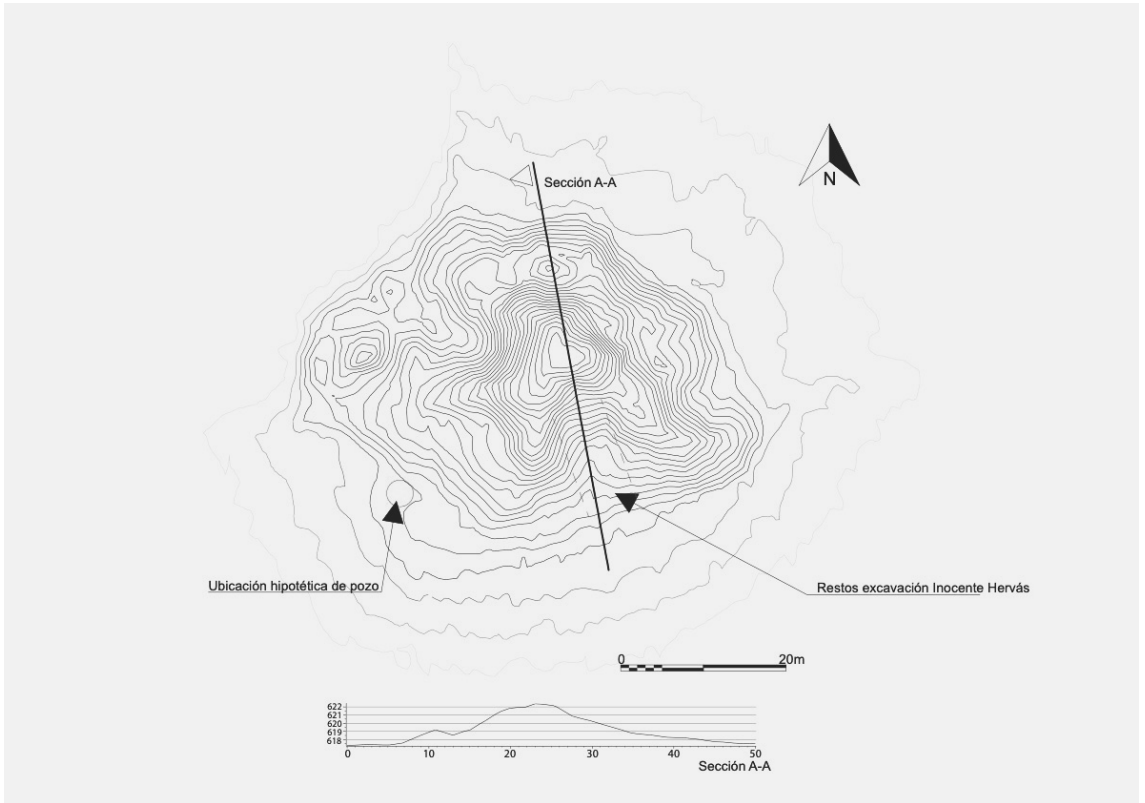 N
Sección A-A
Ubicación hipotética de pozo
Restos excavación Inocente Hervás
0 20m
622
621
620
619
618
0 10 20 30 40 50
Sección A-A